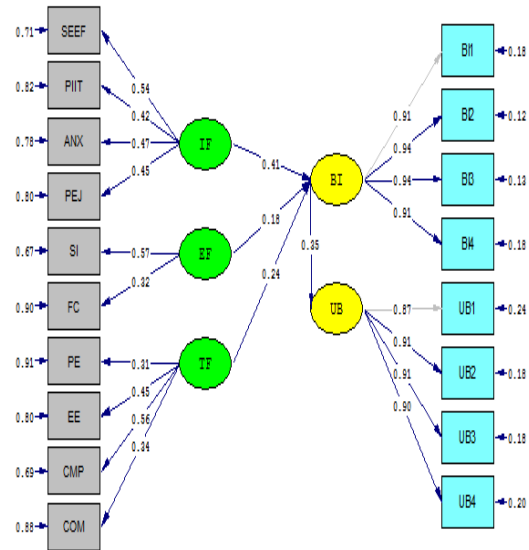 0.71 SEEF
0.82 PIIT
0.78 ANX
0.80 PEJ
0.67 SI
0.90 FC
0.91 PE
0.80 EE
0.69 CMP
0.88 COM
0.54
0.42
0.47
0.45
0.57
0.32
0.31
0.45
0.56
0.34
IF
EF
TF
0.41
0.18
0.24
BI
0.35
UB
0.91
0.94
0.94
0.91
0.87
0.91
0.91
0.90
BI1 0.18
BI2 0.12
BI3 0.13
BI4 0.18
UB1 0.24
UB2 0.18
UB3 0.18
UB4 0.20